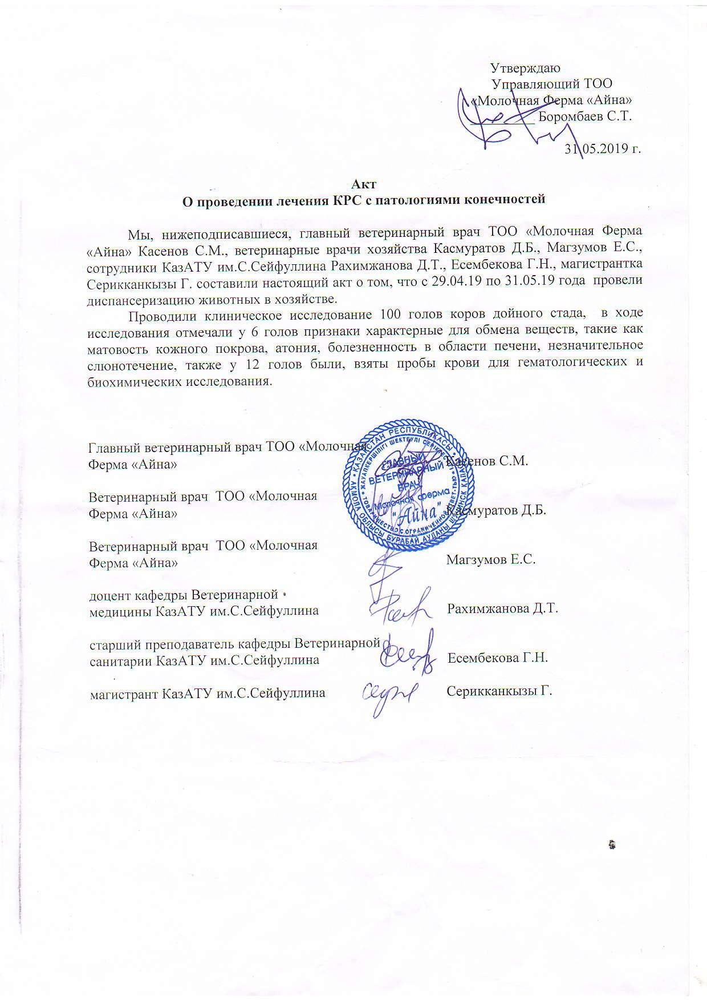 Утверждаю
Управляющий ТОО
«Молочная Ферма «Айна»
Боромбаев С.Т.
31.05.2019 г.
Акт
О проведении лечения КРС с патологиями конечностей
Мы, нижеподписавшиеся, главный ветеринарный врач ТОО «Молочная Ферма
«Айна» Касенов С.М., ветеринарные врачи хозяйства Касмуратов Д.Б., Магзумов Е.С.,
сотрудники КазАТУ им.С.Сейфуллина Рахимжанова Д.Т., Есембекова Г.Н., магистрантка
Серикканкызы Г. составили настоящий акт о том, что с 29.04.19 по 31.05.19 года провели
диспансеризацию животных в хозяйстве.
Проводили клиническое исследование 100 голов коров дойного стада, в ходе
исследования отмечали у 6 голов признаки характерные для обмена веществ, такие как
матовость кожного покрова, атония, болезненность в области печени, незначительное
слюнотечение, также у 12 голов были, взяты пробы крови для гематологических и
биохимических исследования.
Главный ветеринарный врач ТОО «Молочная
Ферма «Айна» Касенов С.М.
Ветеринарный врач ТОО «Молочная
Ферма «Айна» Касмуратов Д.Б.
Ветеринарный врач ТОО «Молочная
Ферма «Айна» Магзумов Е.С.
доцент кафедры Ветеринарной
медицины КазАТУ им.С.Сейфуллина Рахимжанова Д.Т.
старший преподаватель кафедры Ветеринарной
санитарии КазАТУ им.С.Сейфуллина Есембекова Г.Н.
магистрант КазАТУ им.С.Сейфуллина Серикканкызы Г.
ҚАЗАҚСТАН РЕСПУБЛИКАСЫ
АҚМОЛА ОБЛЫСЫ БУРАБАЙ АУДАНЫ ЩУЧИНСК ҚАЛАСЫ
ЖАУАПКЕРШІЛІГІ ШЕКТЕУЛІ СЕРІКТЕСТІГІ
ТОВАРИЩЕСТВО С ОГРАНИЧЕННОЙ
ГЛАВНЫЙ
ВЕТЕРИНАРНЫЙ
ВРАЧ
Молочная ферма
"Айна"